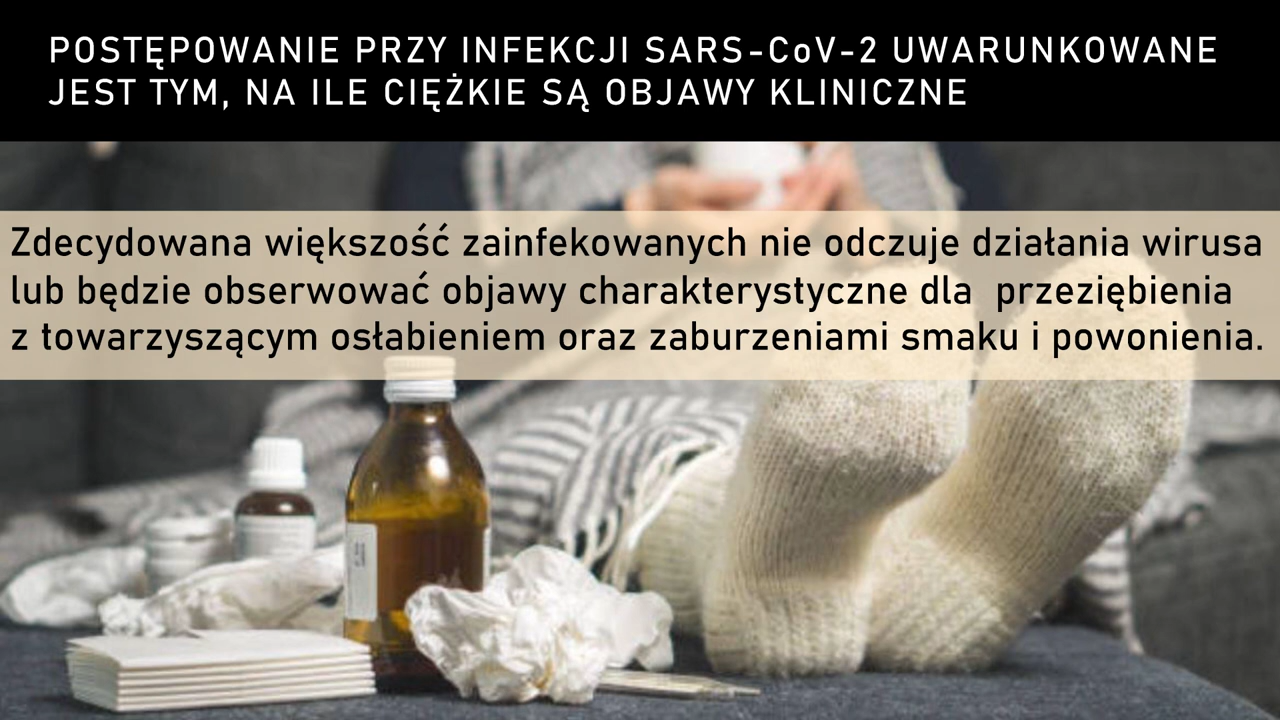 POSTĘPOWANIE PRZY INFEKCJI SARS-CoV-2 UWARUNKOWANE
JEST TYM, NA ILE CIĘŻKIE SĄ OBJAWY KLINICZNE
Zdecydowana większość zainfekowanych nie odczuje działania wirusa
lub będzie obserwować objawy charakterystyczne dla przeziębienia
z towarzyszącym osłabieniem oraz zaburzeniami smaku i powonienia.